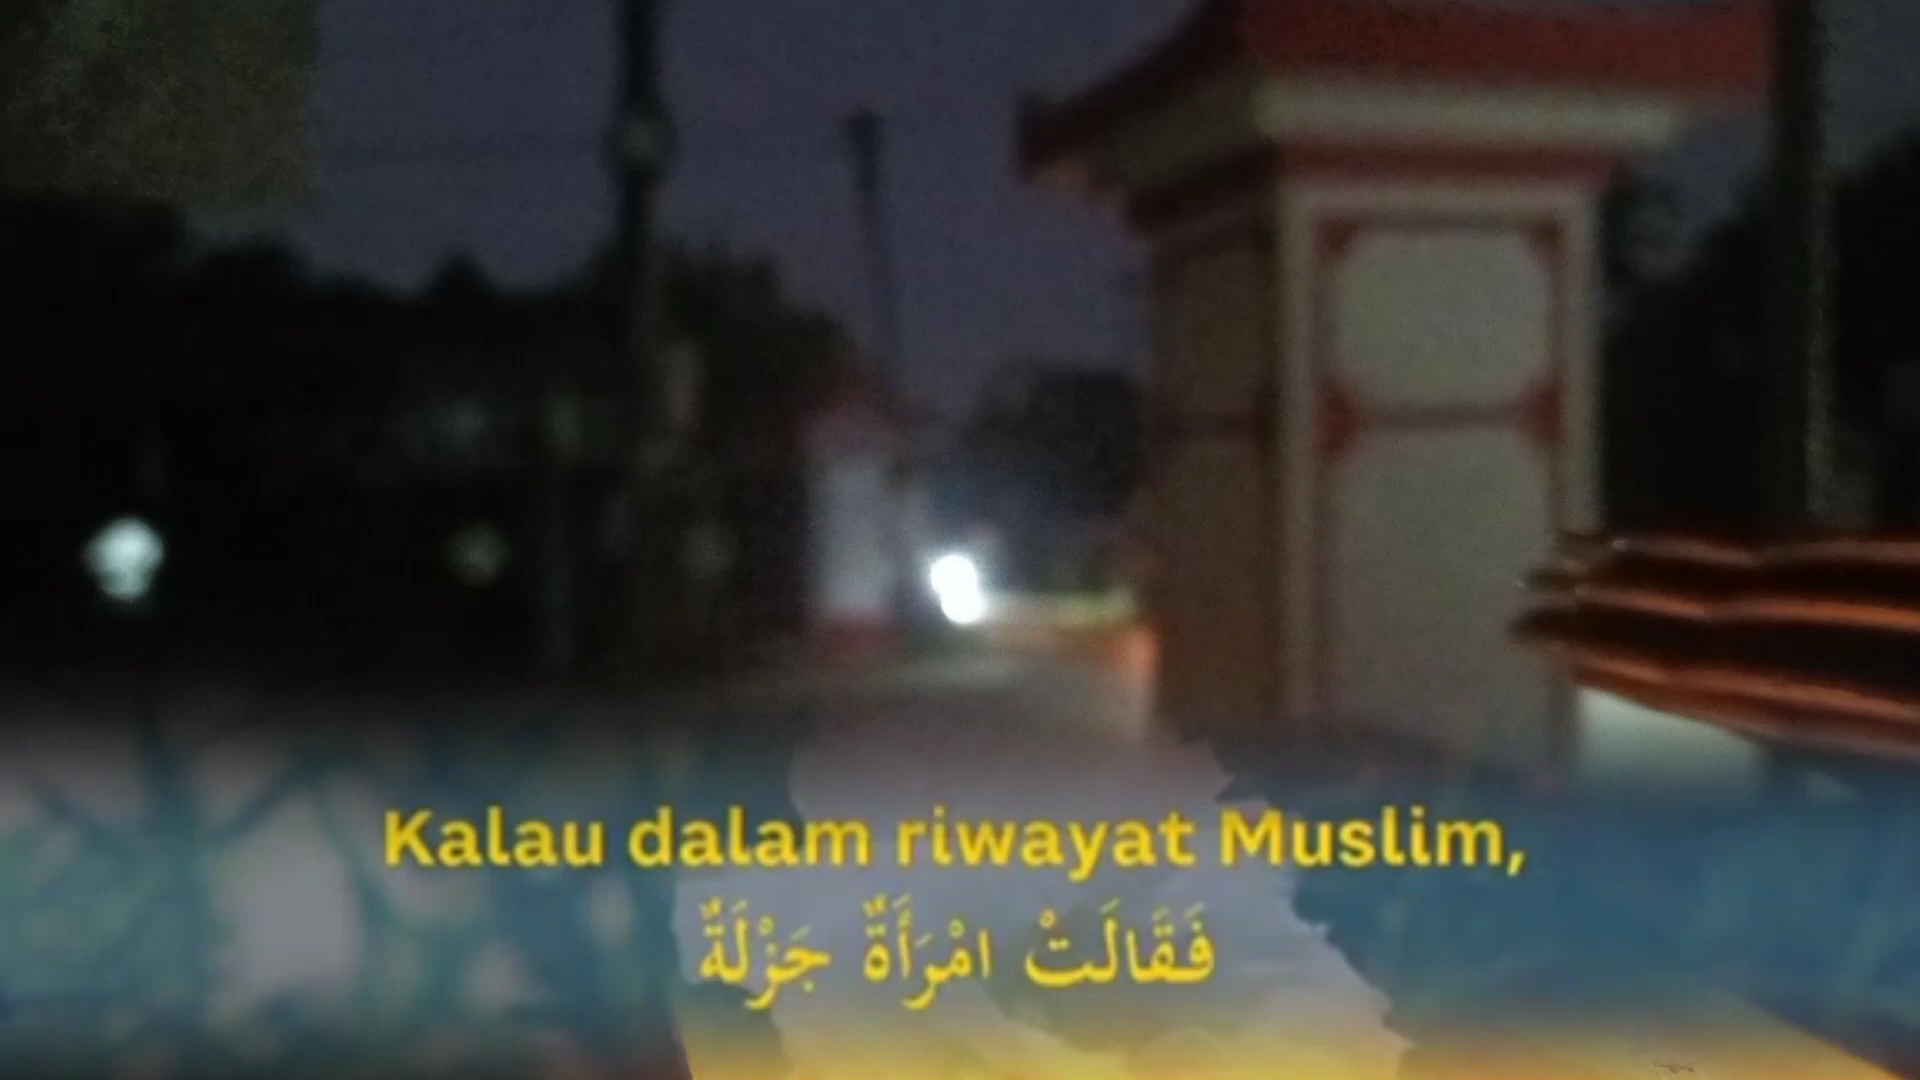 Kalau dalam riwayat Muslim,
فَقَالَتْ امْرَأَةٌ جَزْلَةٌ